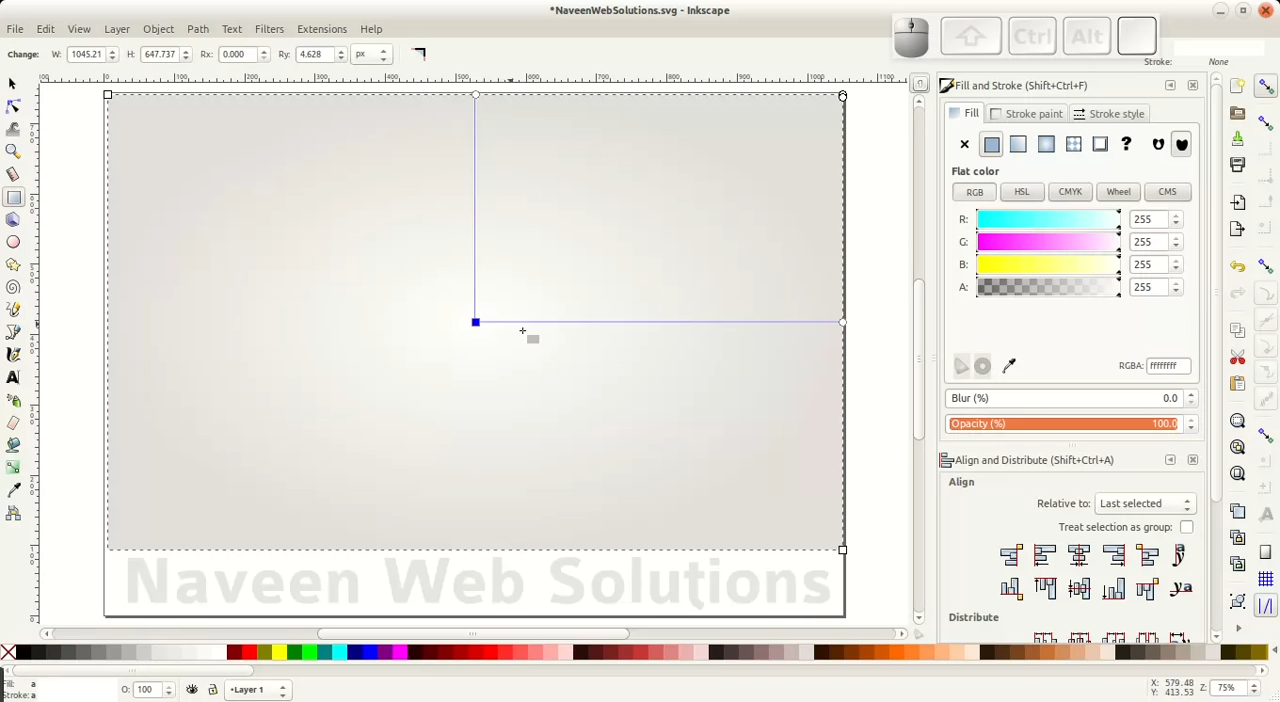 *NaveenWebSolutions.svg - Inkscape
File Edit View Layer Object Path Text Filters Extensions Help
Ctrl Alt
Change: W: 1045.21 H: 647.737 Rx: 0.000 Ry: 4.628 px
Stroke: None
Fill and Stroke (Shift+Ctrl+F)
Fill Stroke paint Stroke style
?
Flat color
RGB HSL CMYK Wheel CMS
R: 255
G: 255
B: 255
A: 255
RGBA: ffffffff
Blur (%) 0.0
Opacity (%) 100.0
Align and Distribute (Shift+Ctrl+A)
Align
Relative to: Last selected
Treat selection as group:
Distribute
Naveen Web Solutions
Fill: a
Stroke: a
O: 100
•Layer 1
X: 579.48
Y: 413.53
Z: 75%